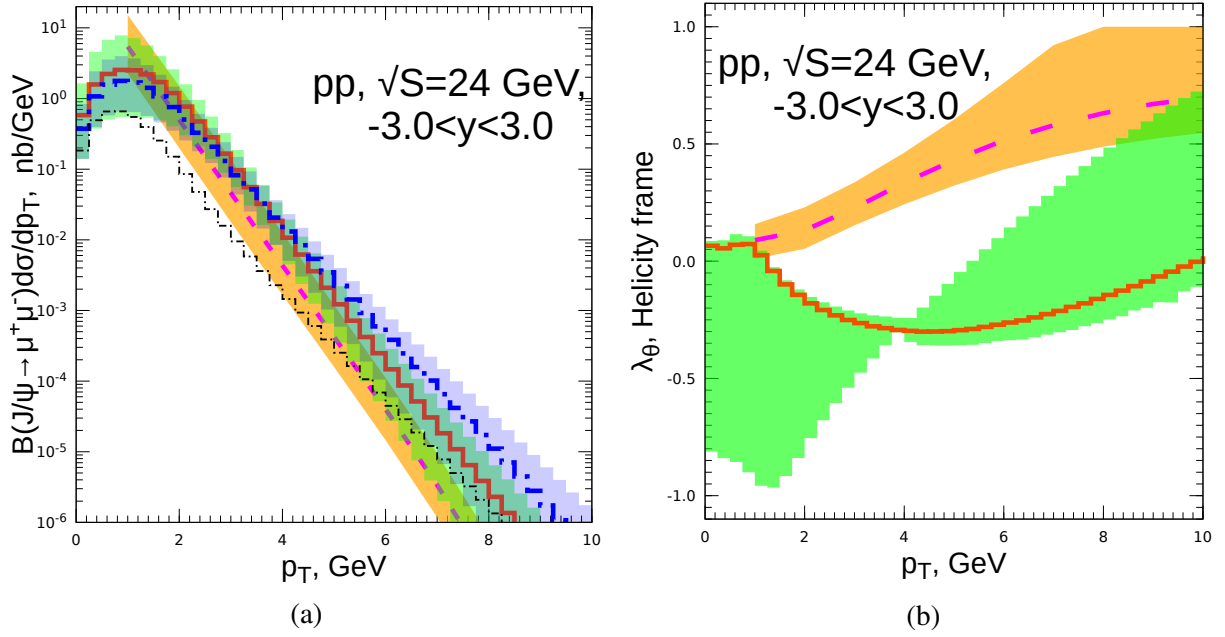 B(J/ψ→μ⁺μ⁻)dσ/dp_T, nb/GeV
10¹
10⁰
10⁻¹
10⁻²
10⁻³
10⁻⁴
10⁻⁵
10⁻⁶
pp, √S=24 GeV,
-3.0<y<3.0
0 2 4 6 8 10
p_T, GeV
(a)
λ_θ, Helicity frame
1.0
0.5
0.0
-0.5
-1.0
pp, √S=24 GeV,
-3.0<y<3.0
0 2 4 6 8 10
p_T, GeV
(b)